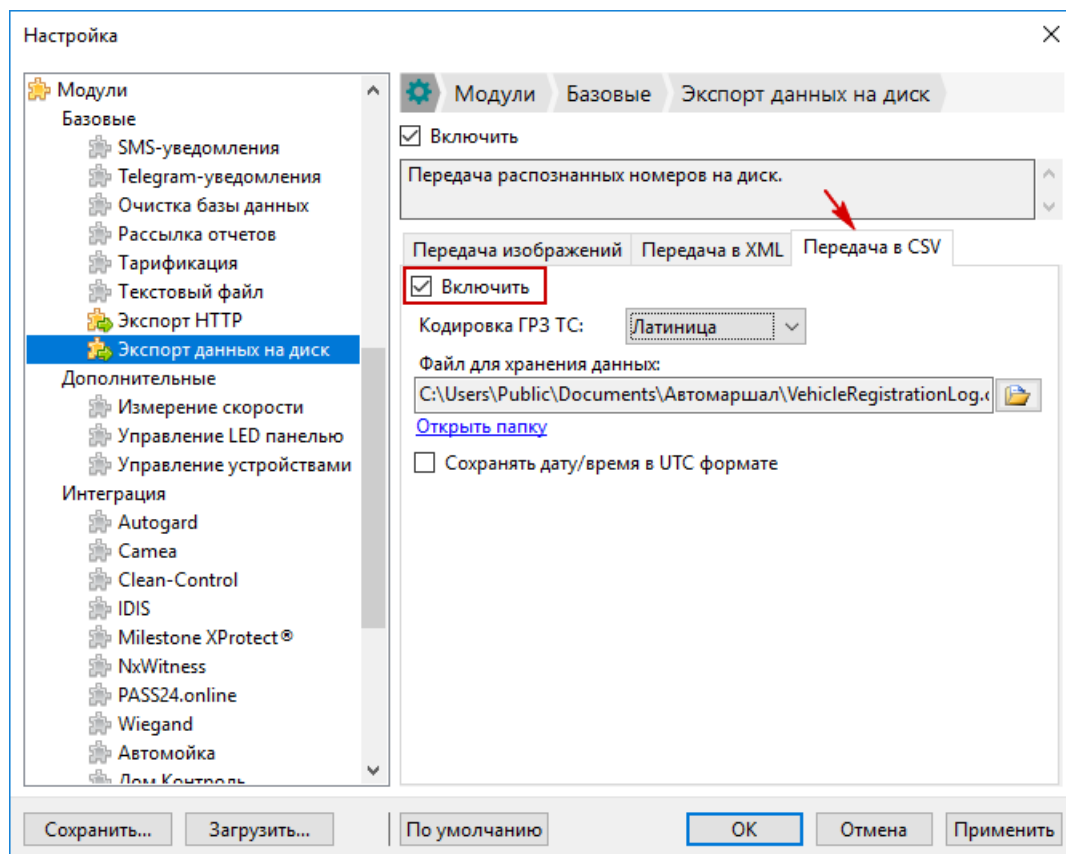 Настройка
Модули
Базовые
SMS-уведомления
Telegram-уведомления
Очистка базы данных
Рассылка отчетов
Тарификация
Текстовый файл
Экспорт HTTP
Экспорт данных на диск
Дополнительные
Измерение скорости
Управление LED панелью
Управление устройствами
Интеграция
Autogard
Camea
Clean-Control
IDIS
Milestone XProtect®
NxWitness
PASS24.online
Wiegand
Автомойка
Дом Контроль
Модули Базовые Экспорт данных на диск
Включить
Передача распознанных номеров на диск.
Передача изображений Передача в XML Передача в CSV
Включить
Кодировка ГРЗ ТС: Латиница
Файл для хранения данных:
C:\Users\Public\Documents\Автомаршал\VehicleRegistrationLog.c
Открыть папку
Сохранять дату/время в UTC формате
Сохранить... Загрузить... По умолчанию ОК Отмена Применить